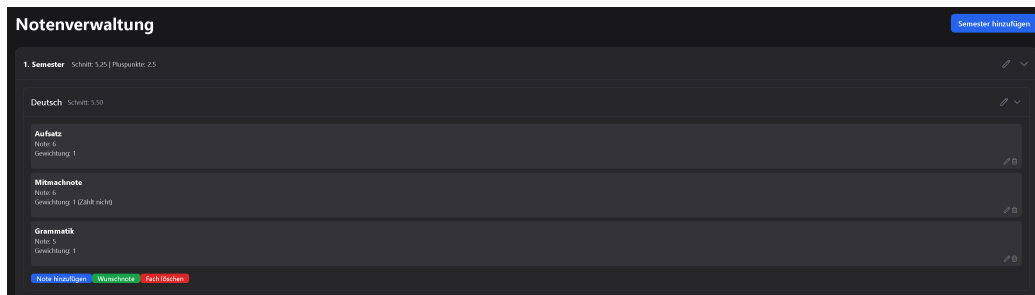 Notenverwaltung
Semester hinzufügen
1. Semester Schnitt: 5.25 | Pluspunkte: 2.5
Deutsch Schnitt: 5.50
Aufsatz
Note: 6
Gewichtung: 1
Mitmachnote
Note: 6
Gewichtung: 1 (Zählt nicht)
Grammatik
Note: 5
Gewichtung: 1
Note hinzufügen Wunschnote Fach löschen